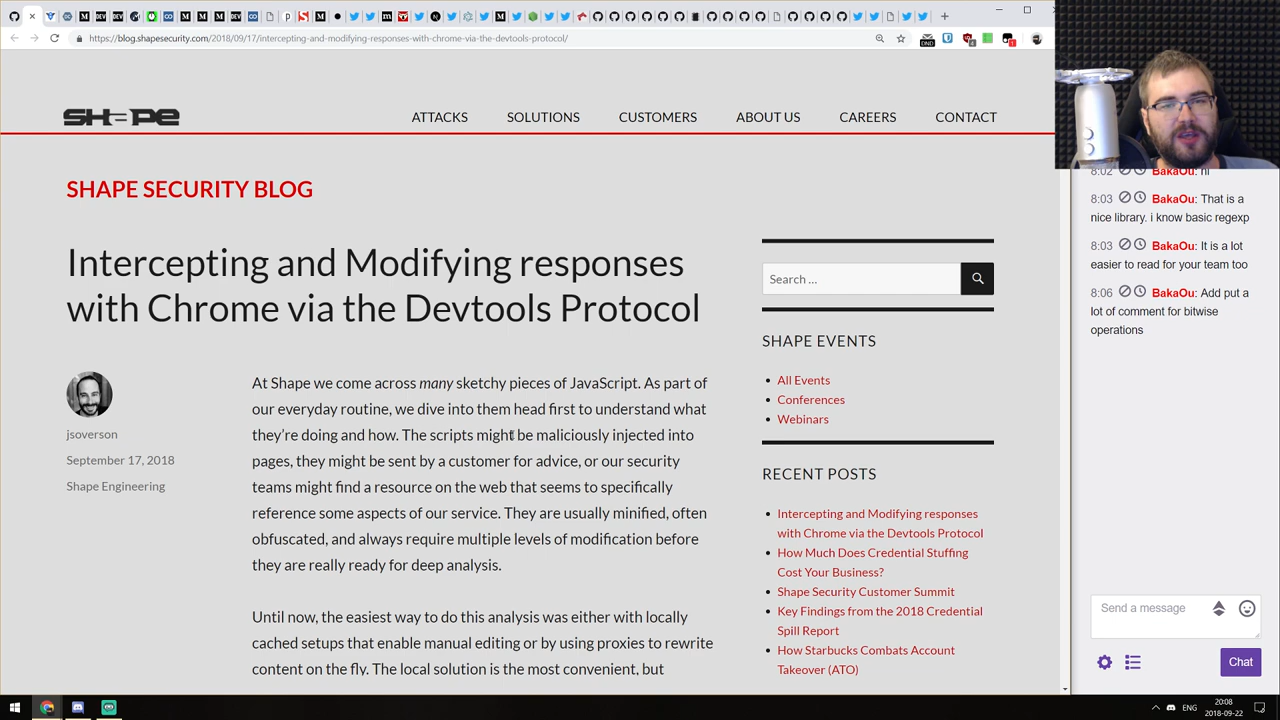 https://blog.shapesecurity.com/2018/09/17/intercepting-and-modifying-responses-with-chrome-via-the-devtools-protocol/
SHAPE
ATTACKS
SOLUTIONS
CUSTOMERS
ABOUT US
CAREERS
CONTACT
SHAPE SECURITY BLOG
Intercepting and Modifying responses
with Chrome via the Devtools Protocol
jsoverson
September 17, 2018
Shape Engineering
At Shape we come across many sketchy pieces of JavaScript. As part of
our everyday routine, we dive into them head first to understand what
they're doing and how. The scripts might be maliciously injected into
pages, they might be sent by a customer for advice, or our security
teams might find a resource on the web that seems to specifically
reference some aspects of our service. They are usually minified, often
obfuscated, and always require multiple levels of modification before
they are really ready for deep analysis.
Until now, the easiest way to do this analysis was either with locally
cached setups that enable manual editing or by using proxies to rewrite
content on the fly. The local solution is the most convenient, but
Search …
SHAPE EVENTS
All Events
Conferences
Webinars
RECENT POSTS
Intercepting and Modifying responses
with Chrome via the Devtools Protocol
How Much Does Credential Stuffing
Cost Your Business?
Shape Security Customer Summit
Key Findings from the 2018 Credential
Spill Report
How Starbucks Combats Account
Takeover (ATO)
8:02 BakaOu: hi
8:03 BakaOu: That is a
nice library. i know basic regexp
8:03 BakaOu: It is a lot
easier to read for your team too
8:06 BakaOu: Add put a
lot of comment for bitwise
operations
Send a message
Chat
ENG
20:08
2018-09-22